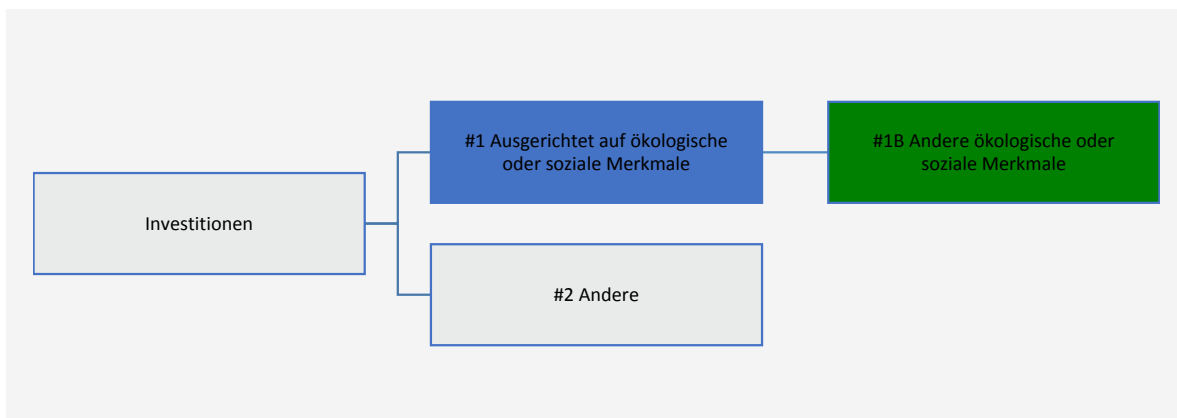 #1 Ausgerichtet auf ökologische
oder soziale Merkmale
#1B Andere ökologische oder
soziale Merkmale
Investitionen
#2 Andere